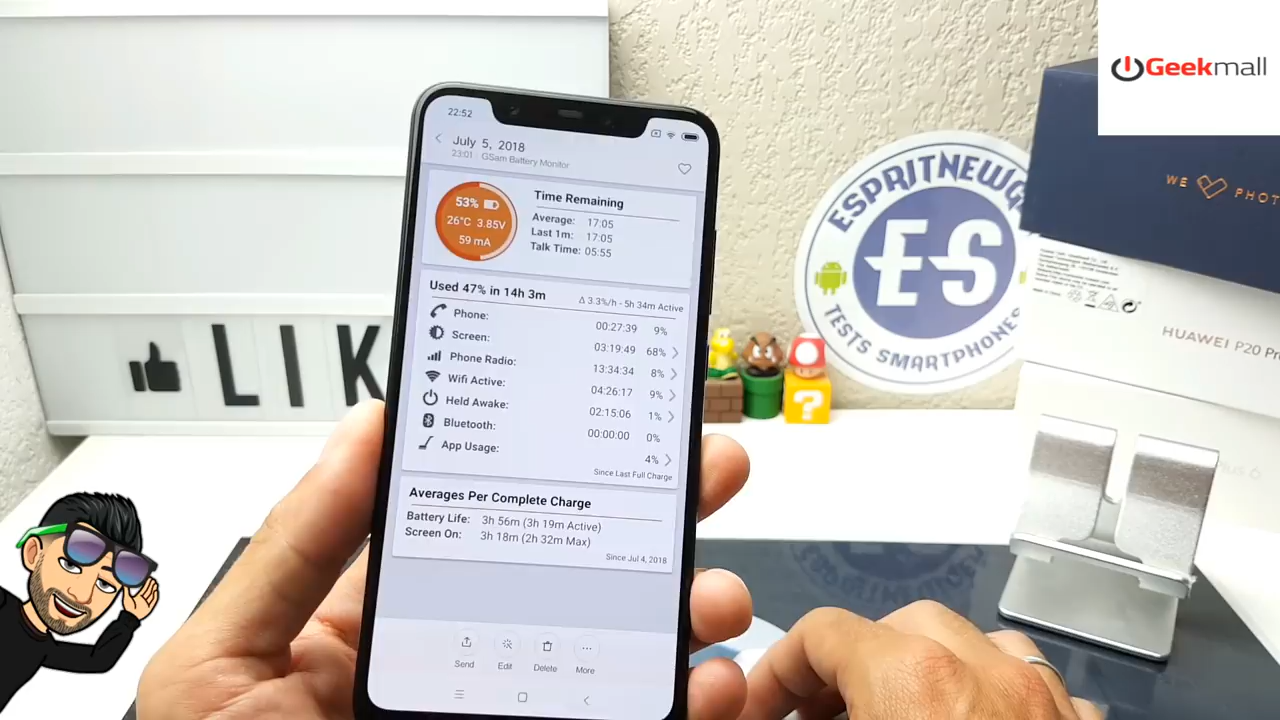 Geekmall
22:52
July 5, 2018
23:01 GSam Battery Monitor
53%
26°C 3.85V
59 mA
Time Remaining
Average: 17:05
Last 1m: 17:05
Talk Time: 05:55
Used 47% in 14h 3m
Δ 3.3%/h - 5h 34m Active
Phone: 00:27:39 9%
Screen: 03:19:49 68%
Phone Radio: 13:34:34 8%
Wifi Active: 04:26:17 9%
Held Awake: 02:15:06 1%
Bluetooth: 00:00:00 0%
App Usage: 4%
Since Last Full Charge
Averages Per Complete Charge
Battery Life: 3h 56m (3h 19m Active)
Screen On: 3h 18m (2h 32m Max)
Since Jul 4, 2018
Send Edit Delete More
LIK
ESPRITNEWG
ES
TESTS SMARTPHONES
?
WE PHOT
HUAWEI P20 Pr